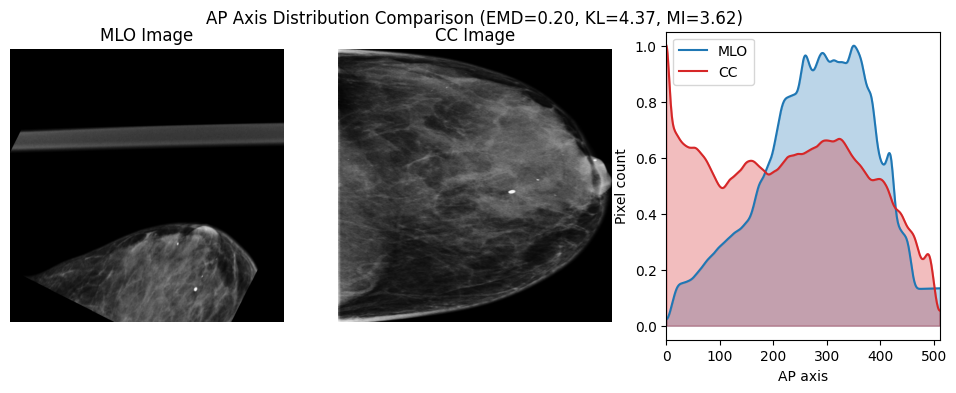 AP Axis Distribution Comparison (EMD=0.20, KL=4.37, MI=3.62)
MLO Image
CC Image
MLO
CC
Pixel count
1.0
0.8
0.6
0.4
0.2
0.0
0
100
200
300
400
500
AP axis